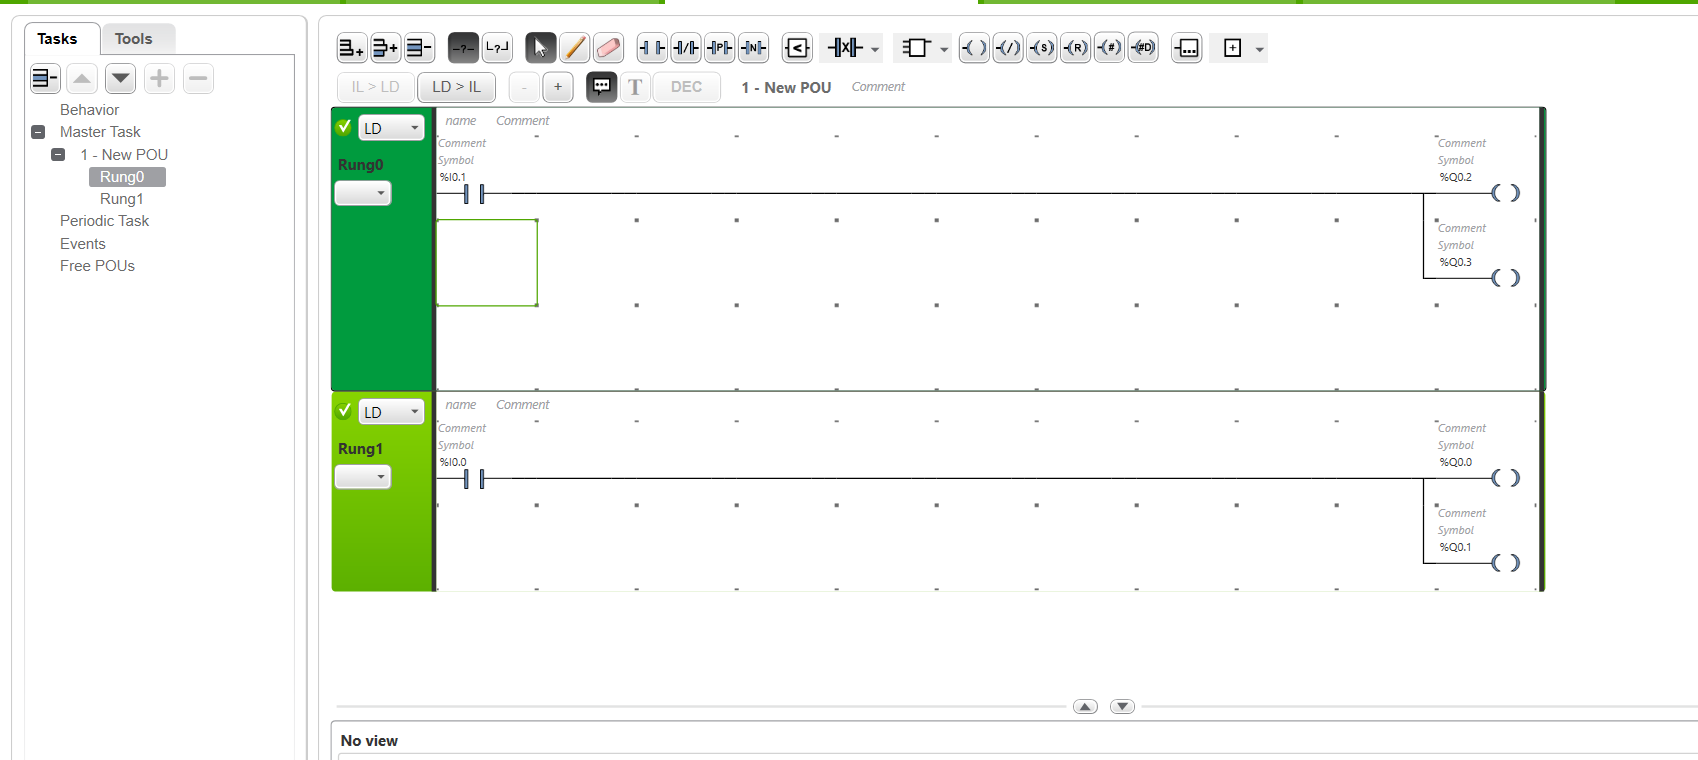 Tasks
Tools
Behavior
Master Task
1 - New POU
Rung0
Rung1
Periodic Task
Events
Free POUs
-?-
?
P
N
<
X
/
S
R
#
#D
...
+
IL > LD
LD > IL
-
+
T
DEC
1 - New POU
Comment
LD
name
Comment
Comment
Symbol
%I0.1
Rung0
Comment
Symbol
%Q0.2
Comment
Symbol
%Q0.3
LD
name
Comment
Comment
Symbol
%I0.0
Rung1
Comment
Symbol
%Q0.0
Comment
Symbol
%Q0.1
No view